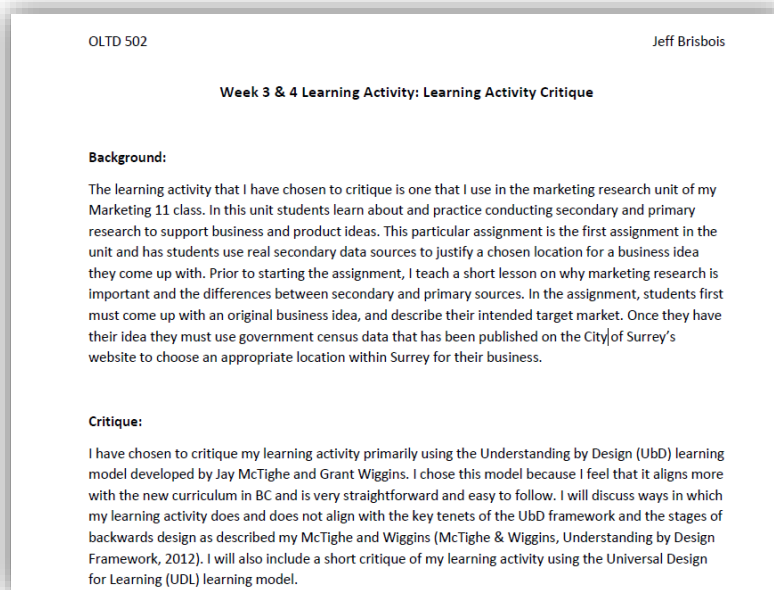 OLTD 502 Jeff Brisbois
Week 3 & 4 Learning Activity: Learning Activity Critique
Background:
The learning activity that I have chosen to critique is one that I use in the marketing research unit of my
Marketing 11 class. In this unit students learn about and practice conducting secondary and primary
research to support business and product ideas. This particular assignment is the first assignment in the
unit and has students use real secondary data sources to justify a chosen location for a business idea
they come up with. Prior to starting the assignment, I teach a short lesson on why marketing research is
important and the differences between secondary and primary sources. In the assignment, students first
must come up with an original business idea, and describe their intended target market. Once they have
their idea they must use government census data that has been published on the City of Surrey's
website to choose an appropriate location within Surrey for their business.
Critique:
I have chosen to critique my learning activity primarily using the Understanding by Design (UbD) learning
model developed by Jay McTighe and Grant Wiggins. I chose this model because I feel that it aligns more
with the new curriculum in BC and is very straightforward and easy to follow. I will discuss ways in which
my learning activity does and does not align with the key tenets of the UbD framework and the stages of
backwards design as described my McTighe and Wiggins (McTighe & Wiggins, Understanding by Design
Framework, 2012). I will also include a short critique of my learning activity using the Universal Design
for Learning (UDL) learning model.